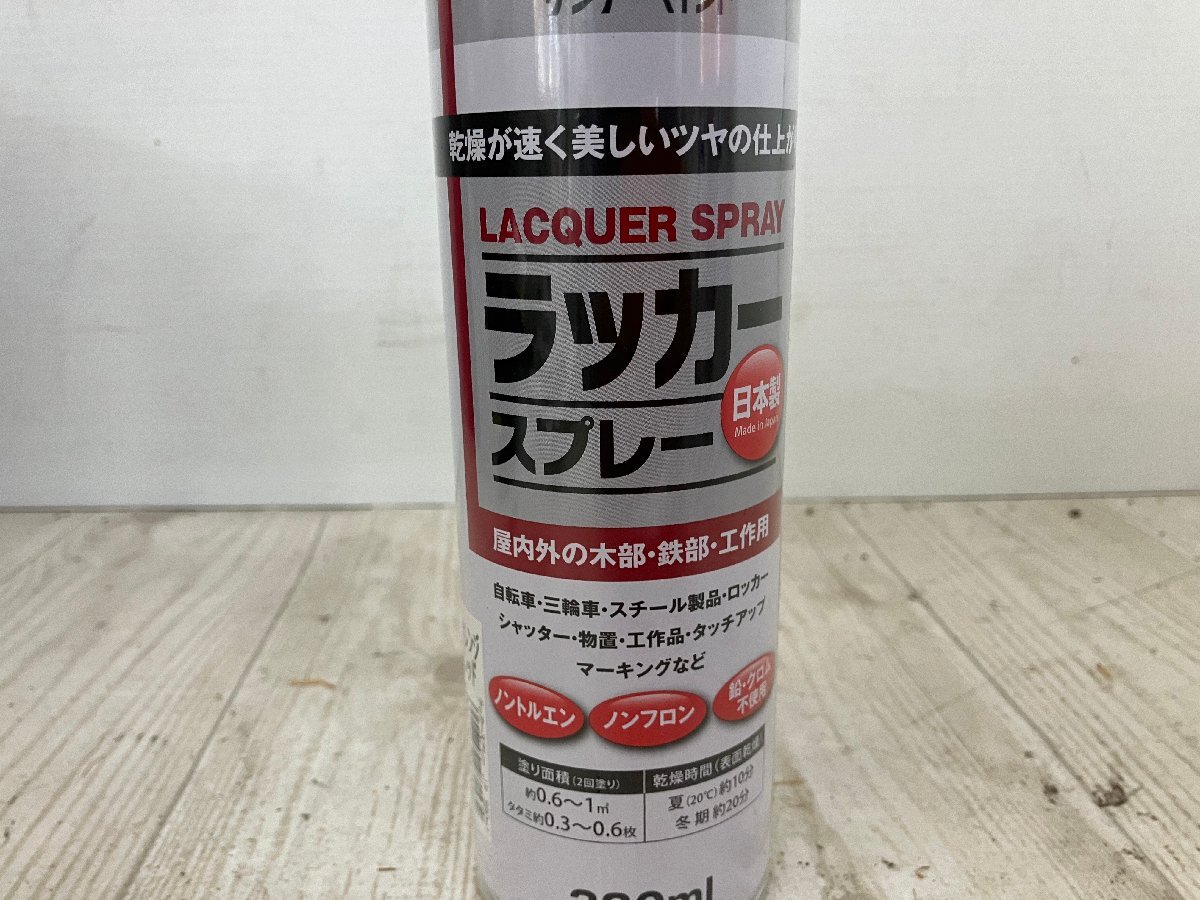 乾燥が速く美しいツヤの仕上が
LACQUER SPRAY
ラッカー
スプレー
日本製
Made in Japan
屋内外の木部・鉄部・工作用
自転車・三輪車・スチール製品・ロッカー
シャッター・物置・工作品・タッチアップ
マーキングなど
ノントルエン
ノンフロン
鉛・クロム
不使用
塗り面積(2回塗り)
約0.6～1㎡
タタミ約0.3～0.6枚
乾燥時間(表面乾燥)
夏(20℃)約10分
冬期 約20分